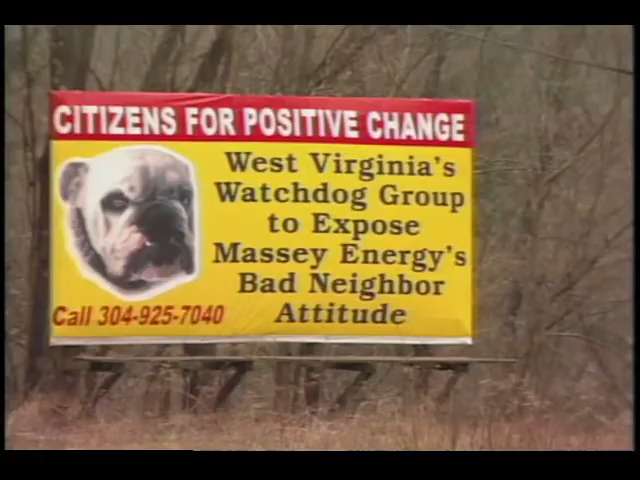 CITIZENS FOR POSITIVE CHANGE
West Virginia's
Watchdog Group
to Expose
Massey Energy's
Bad Neighbor
Attitude
Call 304-925-7040